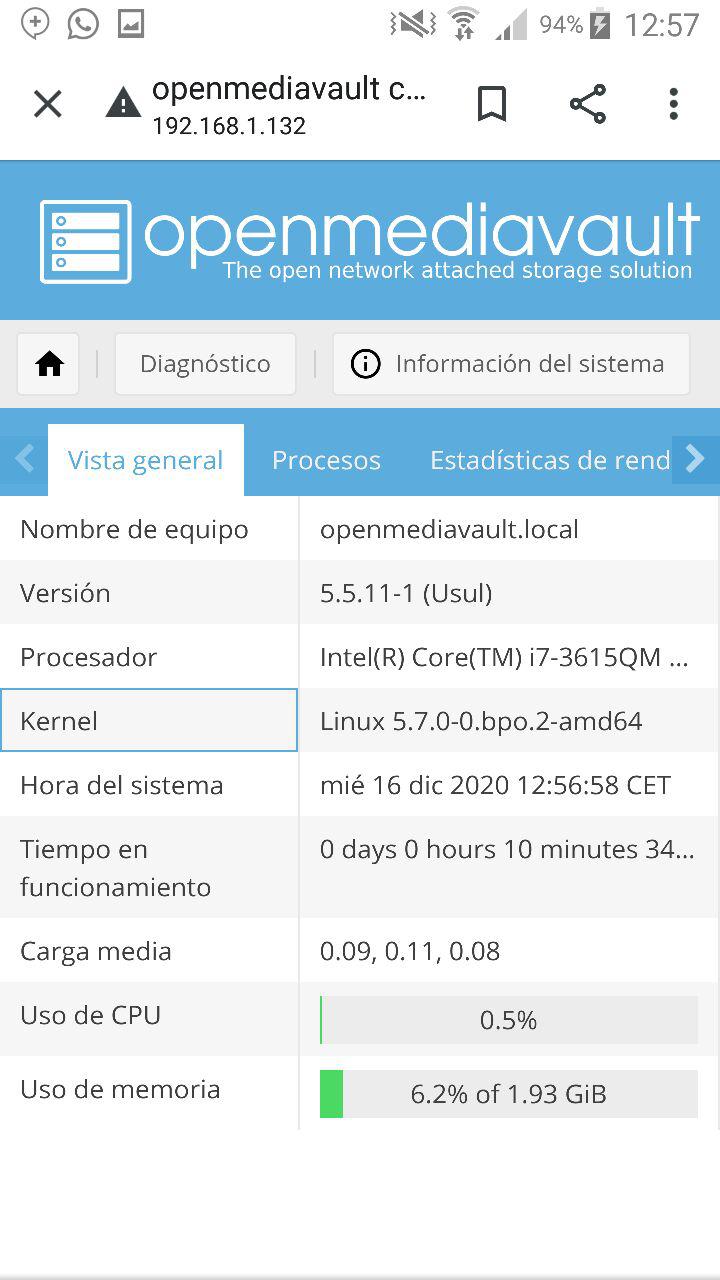 94% 12:57
openmediavault c...
192.168.1.132
openmediavault
The open network attached storage solution
Diagnóstico Información del sistema
Vista general Procesos Estadísticas de rend
Nombre de equipo openmediavault.local
Versión 5.5.11-1 (Usul)
Procesador Intel(R) Core(TM) i7-3615QM ...
Kernel Linux 5.7.0-0.bpo.2-amd64
Hora del sistema mié 16 dic 2020 12:56:58 CET
Tiempo en 0 days 0 hours 10 minutes 34...
funcionamiento
Carga media 0.09, 0.11, 0.08
Uso de CPU 0.5%
Uso de memoria 6.2% of 1.93 GiB